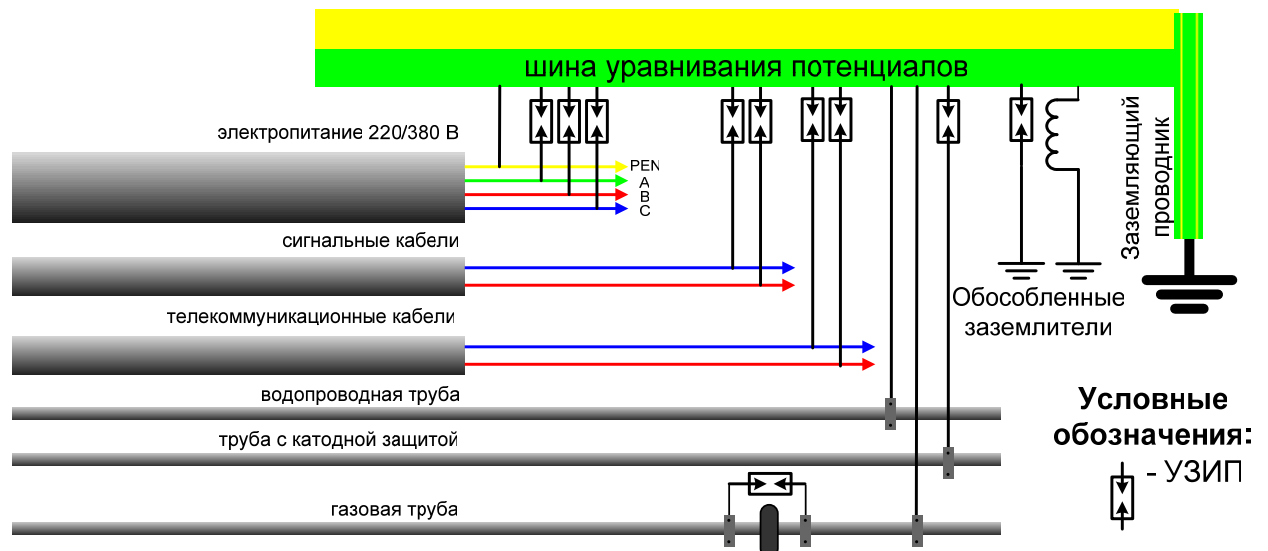 шина уравнивания потенциалов
электропитание 220/380 В
PEN
A
B
C
сигнальные кабели
телекоммуникационные кабели
водопроводная труба
труба с катодной защитой
газовая труба
Заземляющий
проводник
Обособленные
заземлители
Условные
обозначения:
- УЗИП